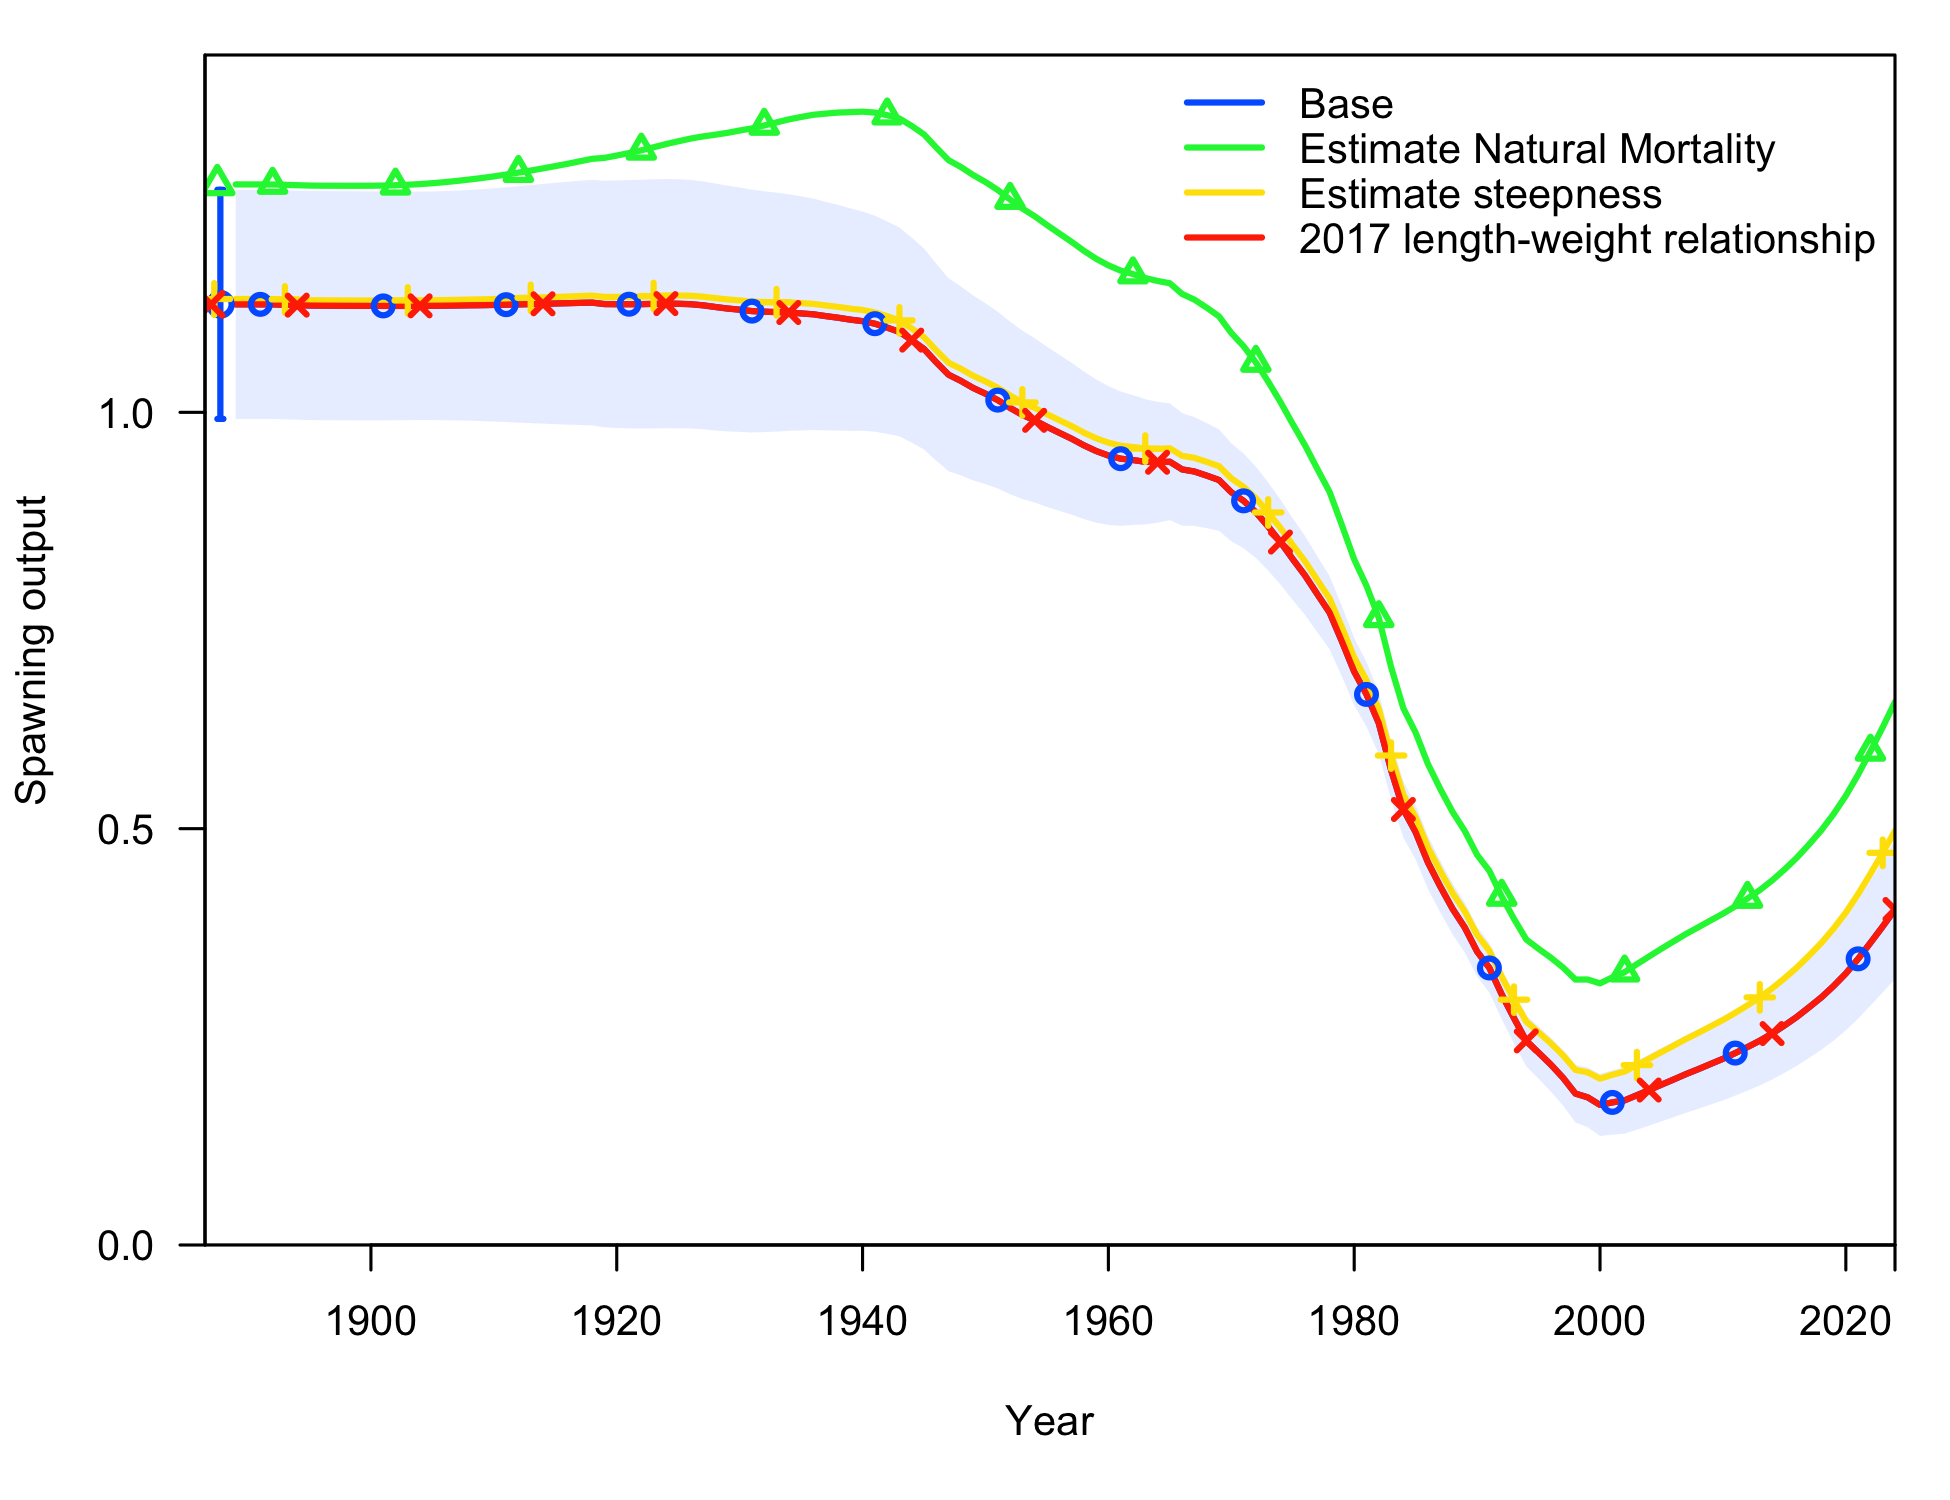 Base
Estimate Natural Mortality
Estimate steepness
2017 length-weight relationship
Spawning output
1.0
0.5
0.0
1900 1920 1940 1960 1980 2000 2020
Year